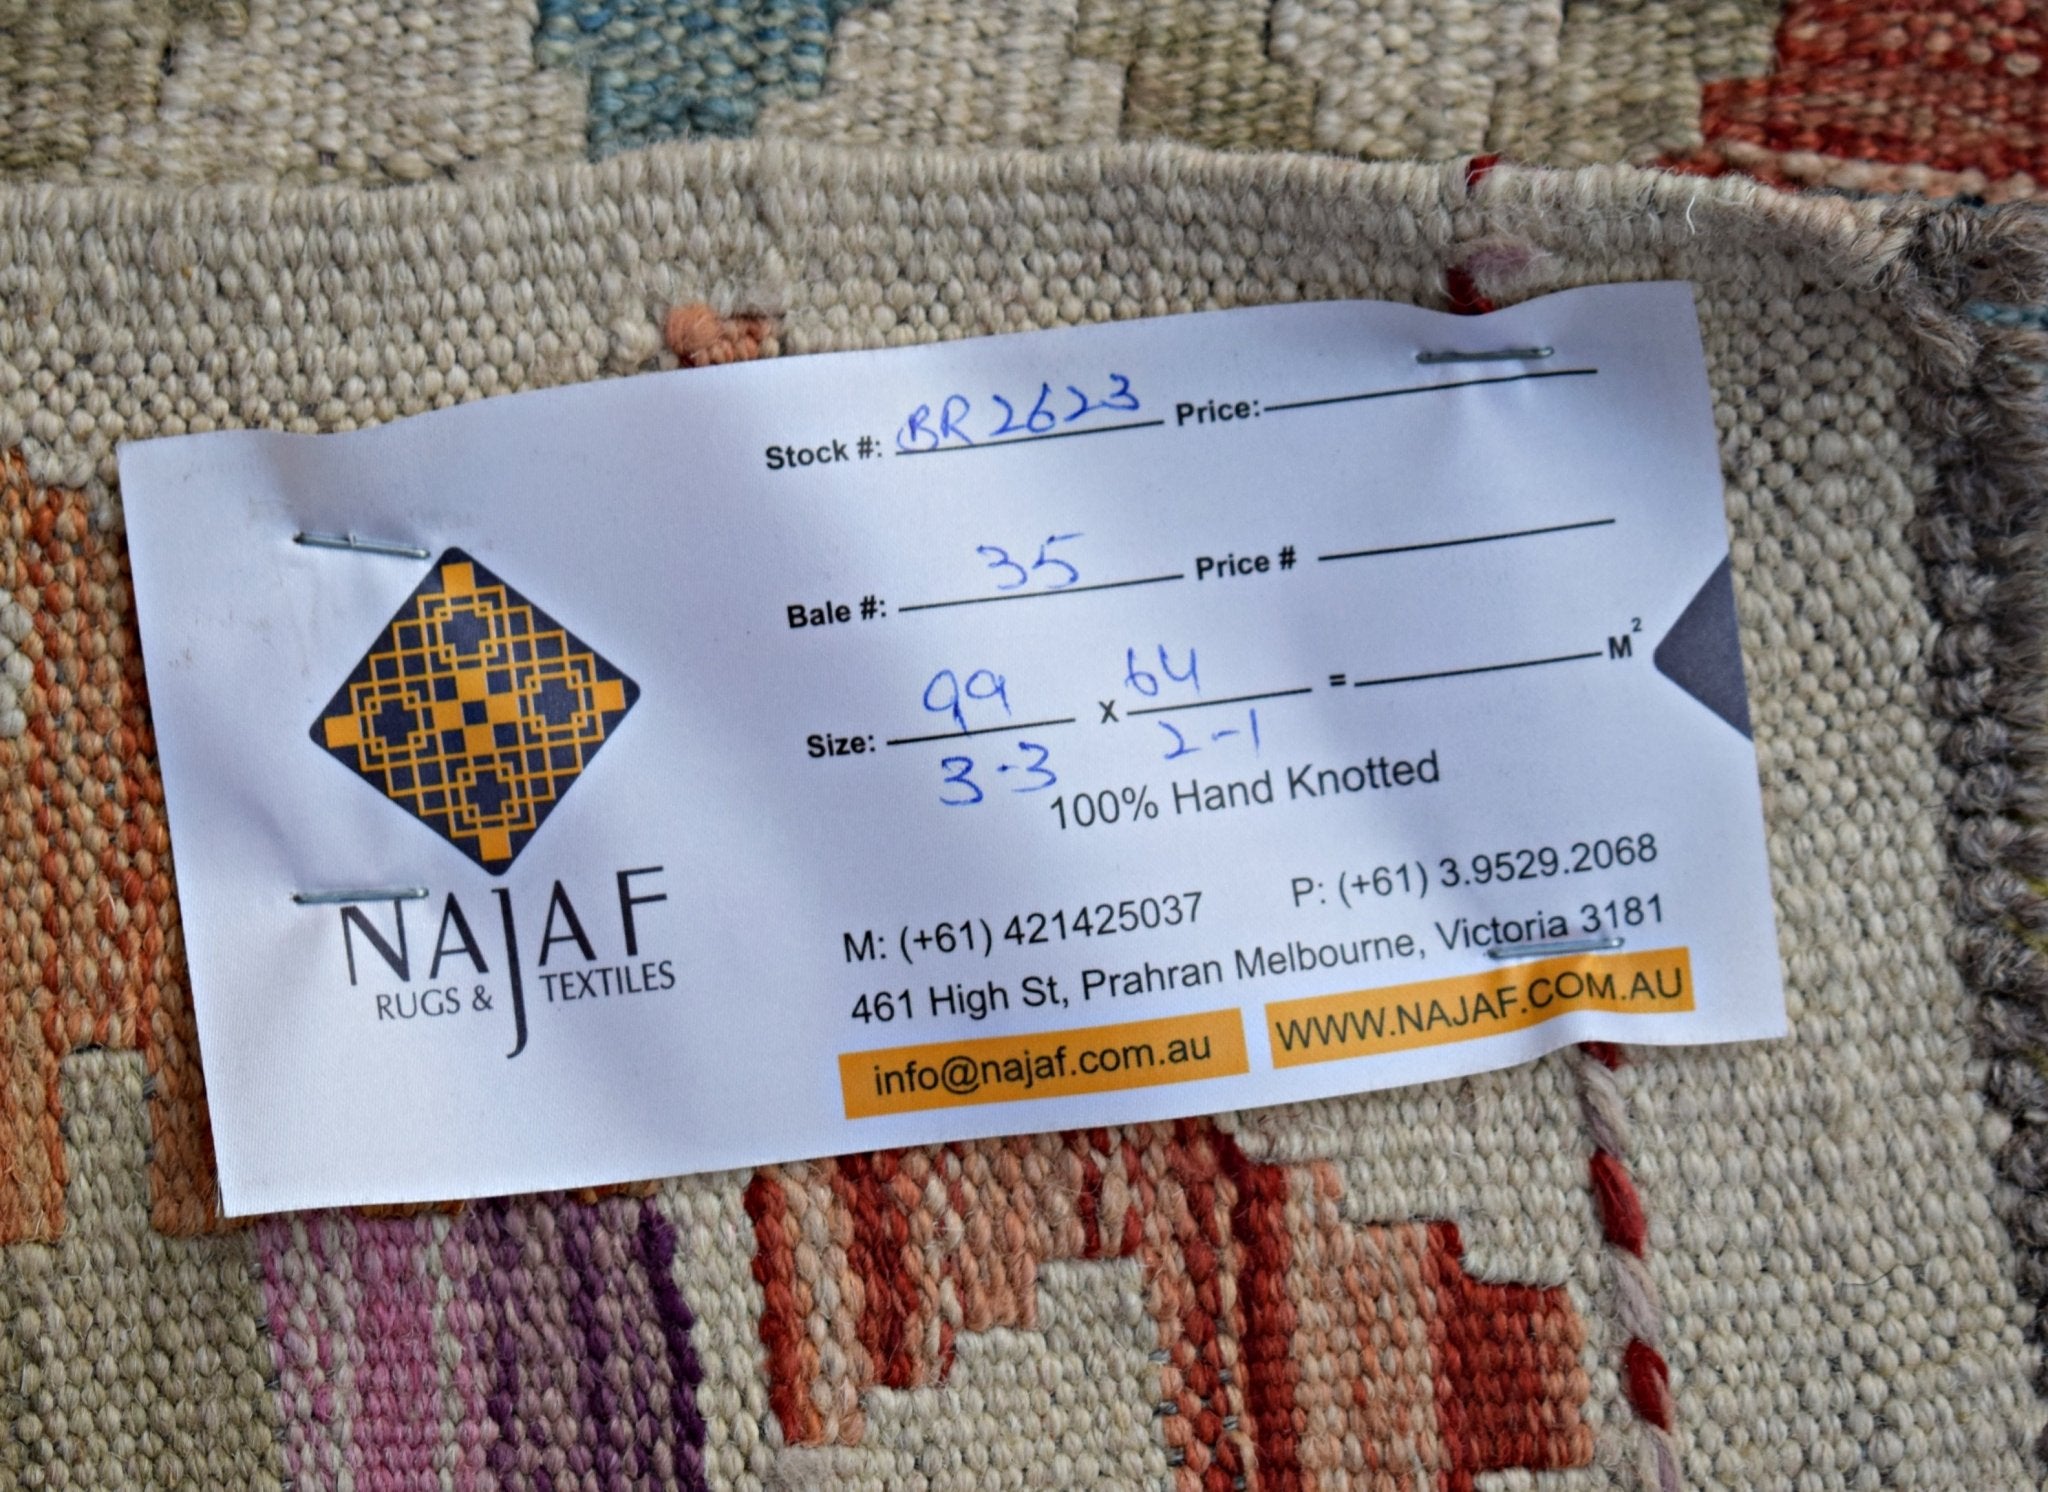 Stock #: BR2623 Price:
Bale #: 35 Price #
Size: 99 x 64 = M²
3-3 2-1
100% Hand Knotted
NAJAF
RUGS & TEXTILES
M: (+61) 421425037 P: (+61) 3.9529.2068
461 High St, Prahran Melbourne, Victoria 3181
info@najaf.com.au WWW.NAJAF.COM.AU